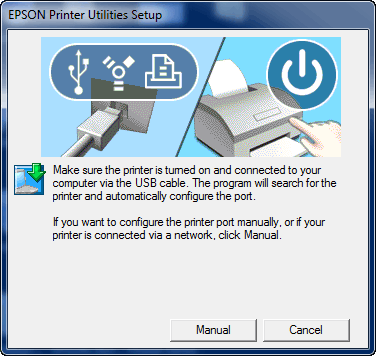 EPSON Printer Utilities Setup
Make sure the printer is turned on and connected to your
computer via the USB cable. The program will search for the
printer and automatically configure the port.
If you want to configure the printer port manually, or if your
printer is connected via a network, click Manual.
Manual
Cancel